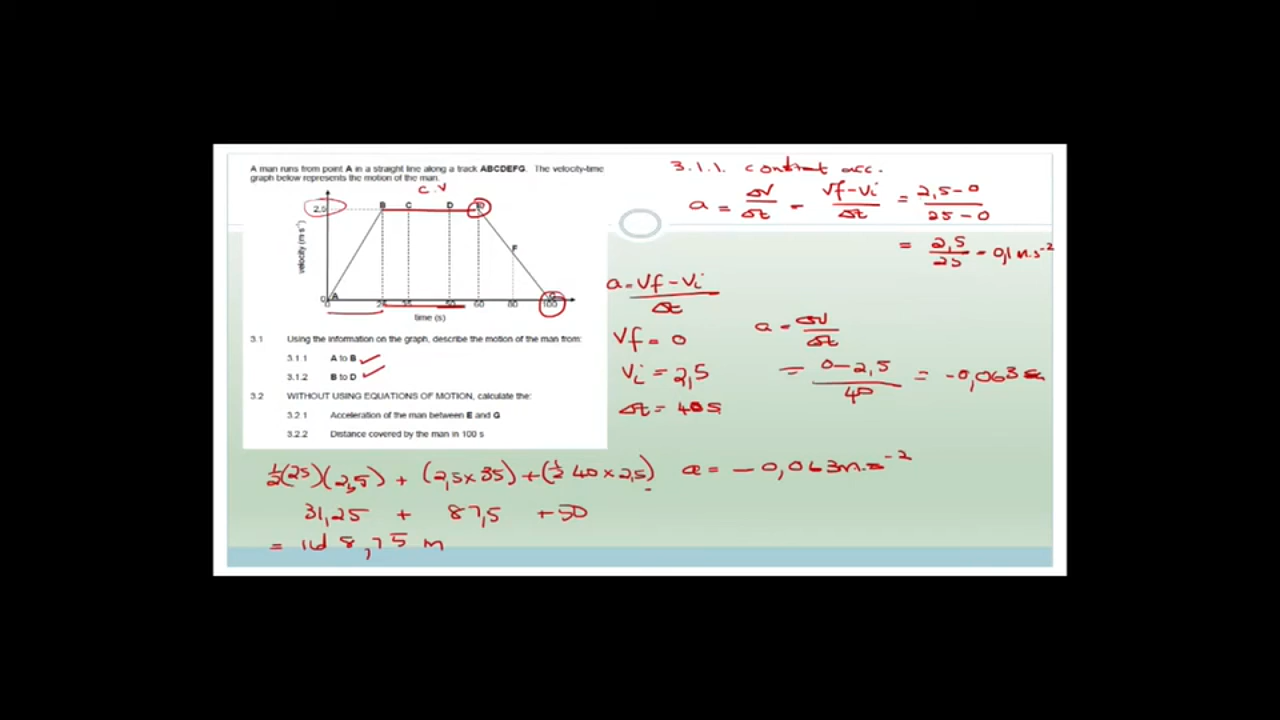 A man runs from point A in a straight line along a track ABCDEFG. The velocity-time
graph below represents the motion of the man.
C.V
B C D
2,5
velocity (m·s⁻¹)
F
A
0
0 25 35 50 60 80 100
time (s)
3.1 Using the information on the graph, describe the motion of the man from:
3.1.1 A to B ✓
3.1.2 B to D ✓
3.2 WITHOUT USING EQUATIONS OF MOTION, calculate the:
3.2.1 Acceleration of the man between E and G
3.2.2 Distance covered by the man in 100 s
3.1.1. constant acc.
a = ΔV/Δt = Vf-Vi/Δt = 2,5-0/25-0
= 2,5/25 = 0,1 m.s⁻²
a = Vf - Vi/Δt
Vf = 0
Vi = 2,5
Δt = 40s
a = ΔV/Δt
= 0-2,5/40 = -0,063
a = -0,063m.s⁻²
½(25)(2,5) + (2,5×35) + (½ 40×2,5)
31,25 + 87,5 + 50
= 168,75 m